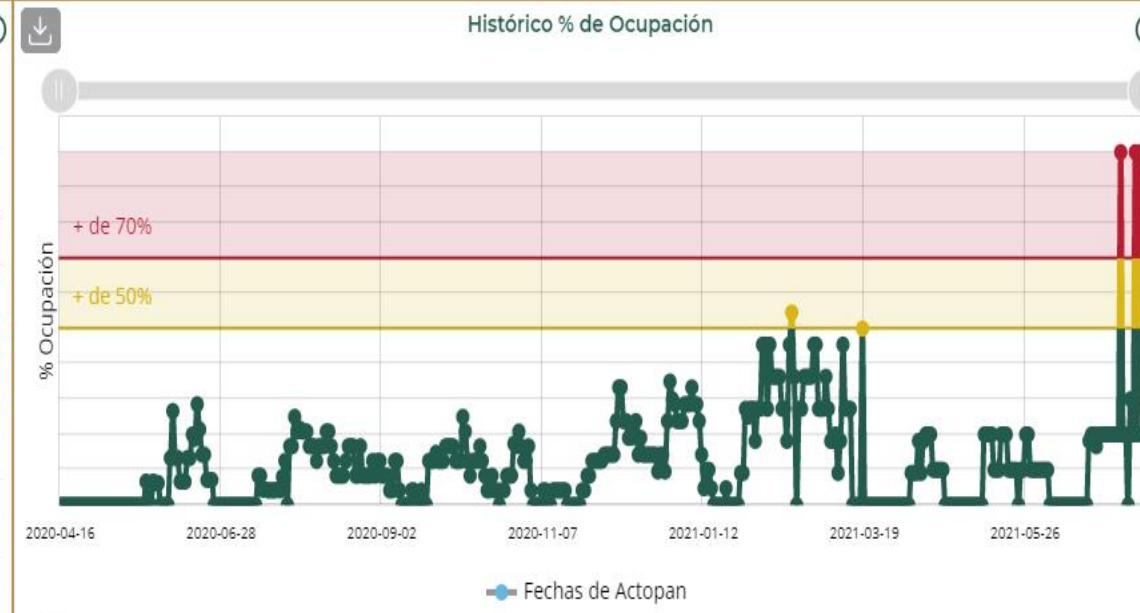 Histórico % de Ocupación
+ de 70%
+ de 50%
% Ocupación
2020-04-16 2020-06-28 2020-09-02 2020-11-07 2021-01-12 2021-03-19 2021-05-26
Fechas de Actopan